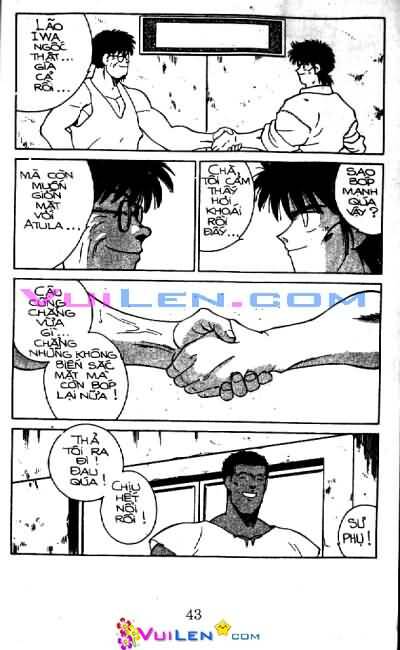 LÃO
IWA
NGỐC
THẬT...
GIÀ
CẢ
RỒI...
MÀ CÒN
MUỐN
GIỠN
MẶT
VỚI
ATULA...
CHÀ,
TÔI CẢM
THẤY
HƠI
KHOÁI
RỒI
ĐẤY...
SAO
BÓP
MẠNH
QÚA
VẬY?
CẬU
CŨNG
CHẲNG
VỪA
GÌ...
CHẲNG
NHỮNG KHÔNG
BIẾN SẮC
MẶT MÀ
CÒN BÓP
LẠI NỮA!
VUILEN.COM
THẢ
TÔI RA
ĐI!
ĐAU
QÚA!
CHỊU
HẾT
NỔI
RỒI!
SƯ
PHỤ!
43
VUILEN.COM